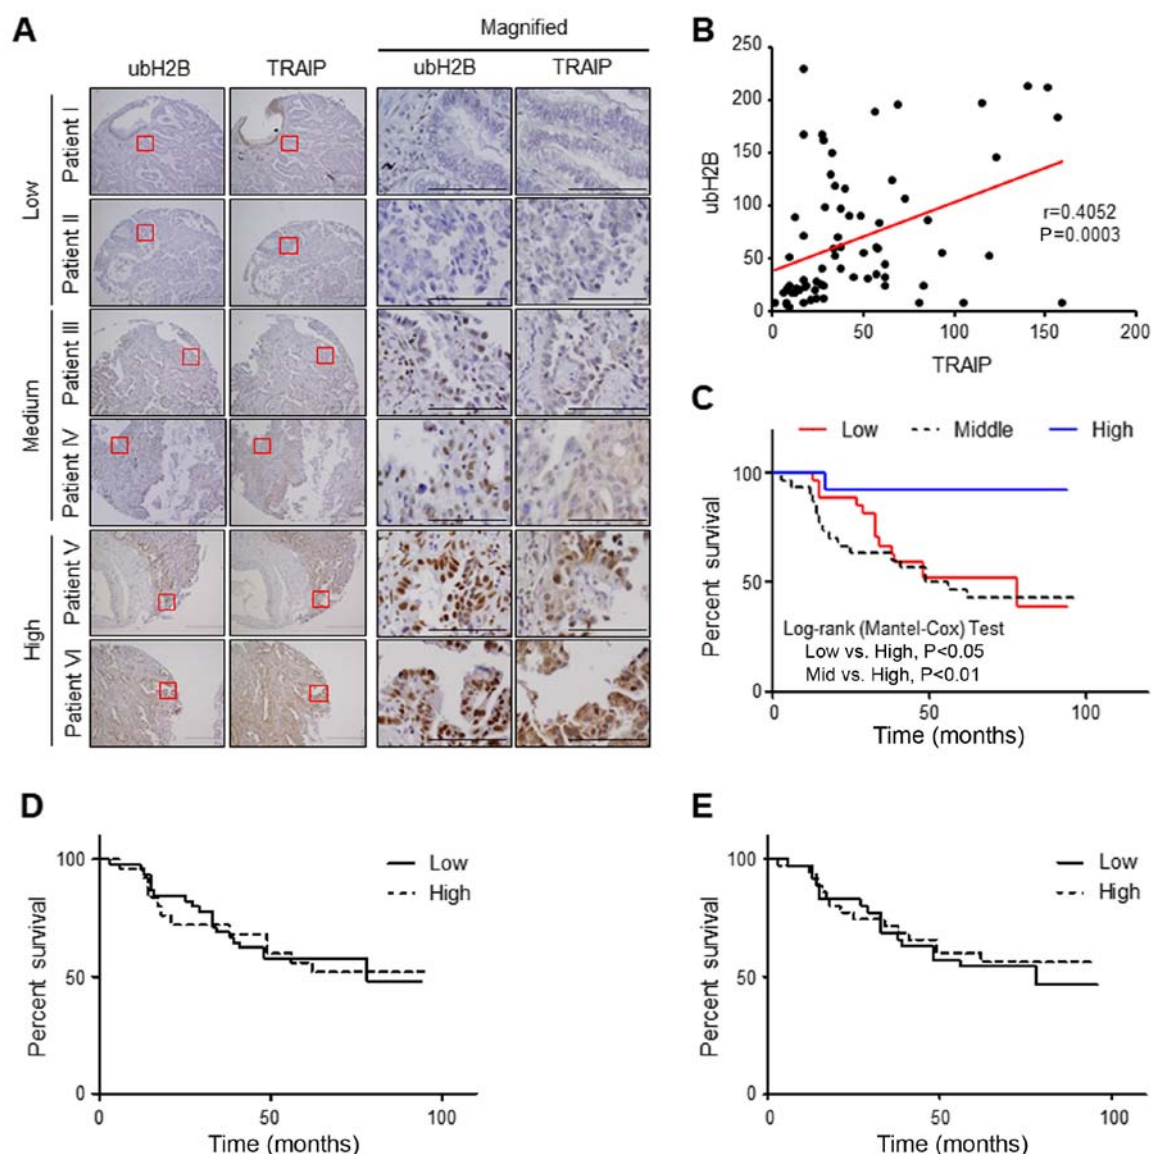 A
Magnified
ubH2B TRAIP ubH2B TRAIP
Low
Patient I
Patient II
Medium
Patient III
Patient IV
High
Patient V
Patient VI
B
ubH2B
250
200
150
100
50
0
r=0.4052
P=0.0003
0 50 100 150 200
TRAIP
C
Low Middle High
Percent survival
100
50
0
Log-rank (Mantel-Cox) Test
Low vs. High, P<0.05
Mid vs. High, P<0.01
0 50 100
Time (months)
D
Low
High
Percent survival
100
50
0
0 50 100
Time (months)
E
Low
High
Percent survival
100
50
0
0 50 100
Time (months)